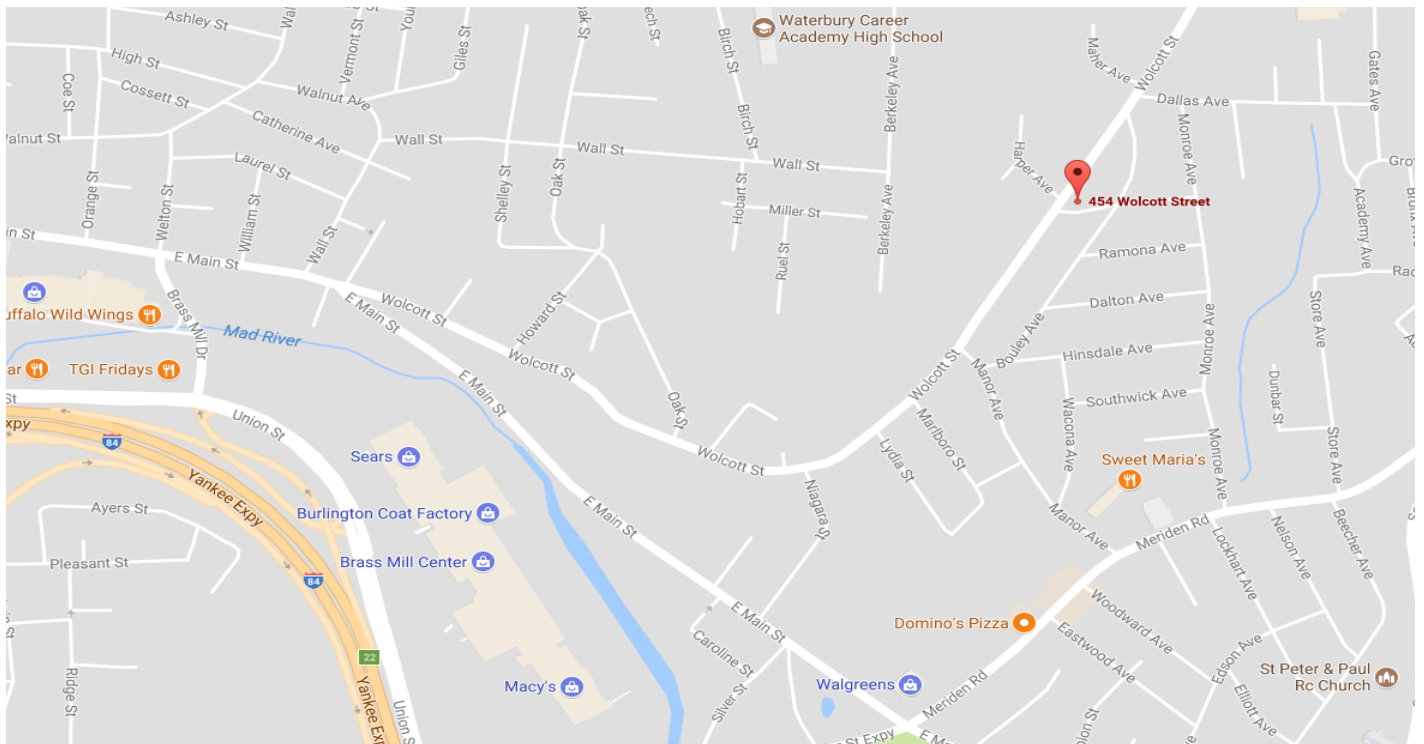 Ashley St
High St
Coe St
Cossett St
Vermont St
Giles St
Walnut Ave
Catherine Ave
Walnut St
Wall St
Laurel St
Orange St
Welton St
William St
Wall St
E Main St
Birch St
Birch St
Waterbury Career
Academy High School
Berkeley Ave
Berkeley Ave
Wall St
Wall St
Shelley St
Oak St
Hobart St
Miller St
Ruel St
Maher Ave
Wolcott St
Dallas Ave
Gates Ave
Monroe Ave
Harper Ave
454 Wolcott Street
Academy Ave
Ramona Ave
Dalton Ave
Store Ave
Bouley Ave
Hinsdale Ave
Monroe Ave
Southwick Ave
Dunbar St
Wacona Ave
Manor Ave
Monroe Ave
Store Ave
Brass Mill Dr
uffalo Wild Wings
Mad River
TGI Fridays
ar
E Main St
Wolcott St
Howard St
Wolcott St
E Main St
Oak St
Wolcott St
Wolcott St
Marlboro St
Lydia St
Niagara St
Sweet Maria's
Manor Ave
Meriden Rd
Lockhart Ave
Nelson Ave
Beecher Ave
St
Expy
84
Union St
Yankee Expy
Sears
Burlington Coat Factory
Brass Mill Center
E Main St
Ayers St
Pleasant St
84
22
Ridge St
Yankee Expy
Union S
Macy's
E Main St
Caroline St
Silver St
Walgreens
Domino's Pizza
Meriden Rd
Woodward Ave
Eastwood Ave
Edson Ave
Elliott Ave
St Peter & Paul
Rc Church
St Expy
E M